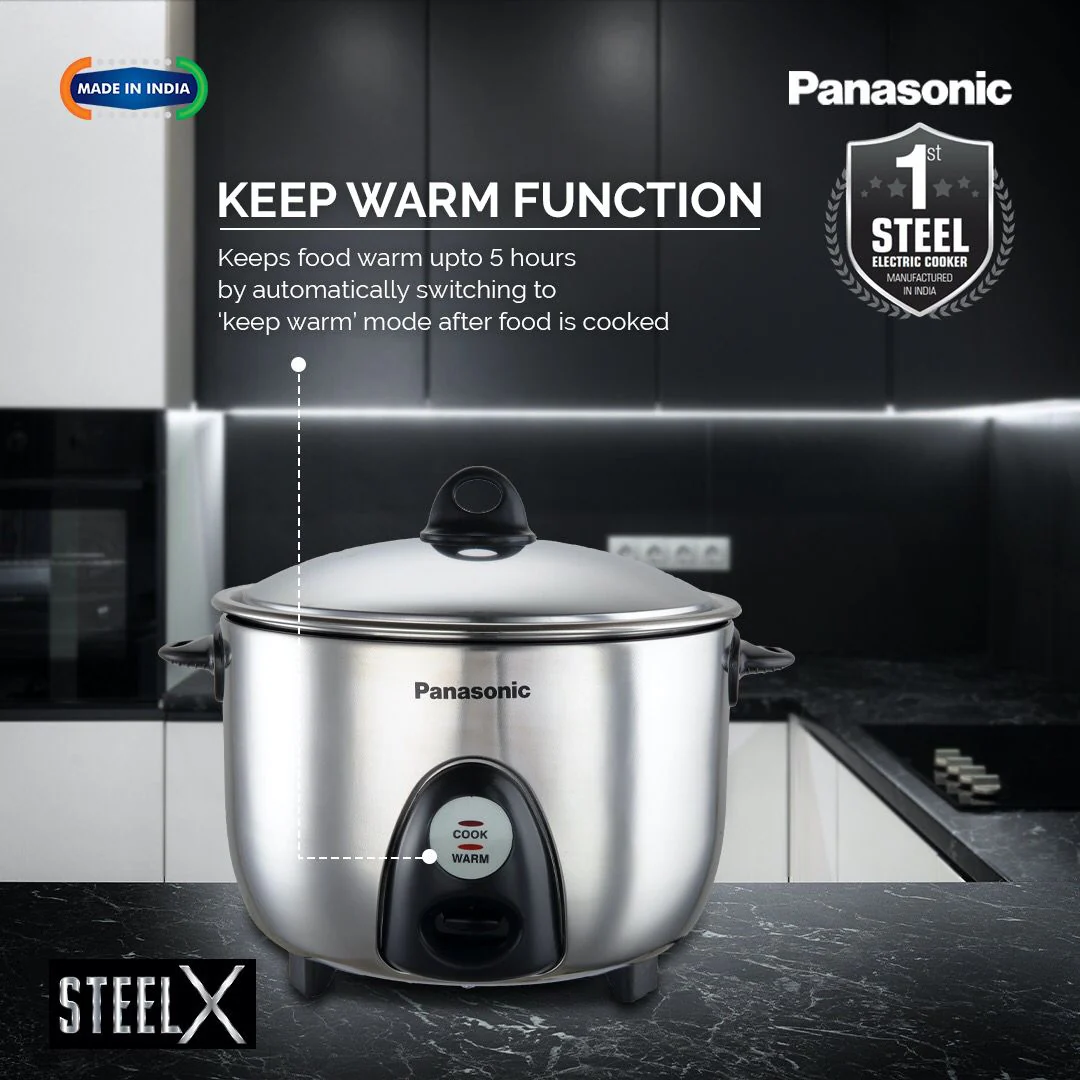 MADE IN INDIA
Panasonic
1st
STEEL
ELECTRIC COOKER
MANUFACTURED
IN INDIA
KEEP WARM FUNCTION
Keeps food warm upto 5 hours
by automatically switching to
‘keep warm’ mode after food is cooked
Panasonic
COOK
WARM
STEELX